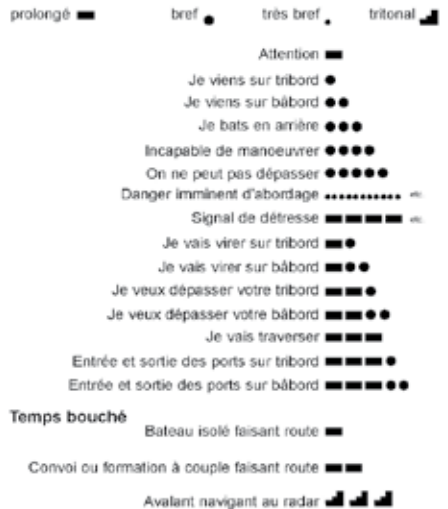 prolongé bref très bref tritonal
Attention
Je viens sur tribord
Je viens sur bâbord
Je bats en arrière
Incapable de manoeuvrer
On ne peut pas dépasser
Danger imminent d'abordage etc
Signal de détresse etc
Je vais virer sur tribord
Je vais virer sur bâbord
Je veux dépasser votre tribord
Je veux dépasser votre bâbord
Je vais traverser
Entrée et sortie des ports sur tribord
Entrée et sortie des ports sur bâbord
Temps bouché
Bateau isolé faisant route
Convoi ou formation à couple faisant route
Avalant navigant au radar